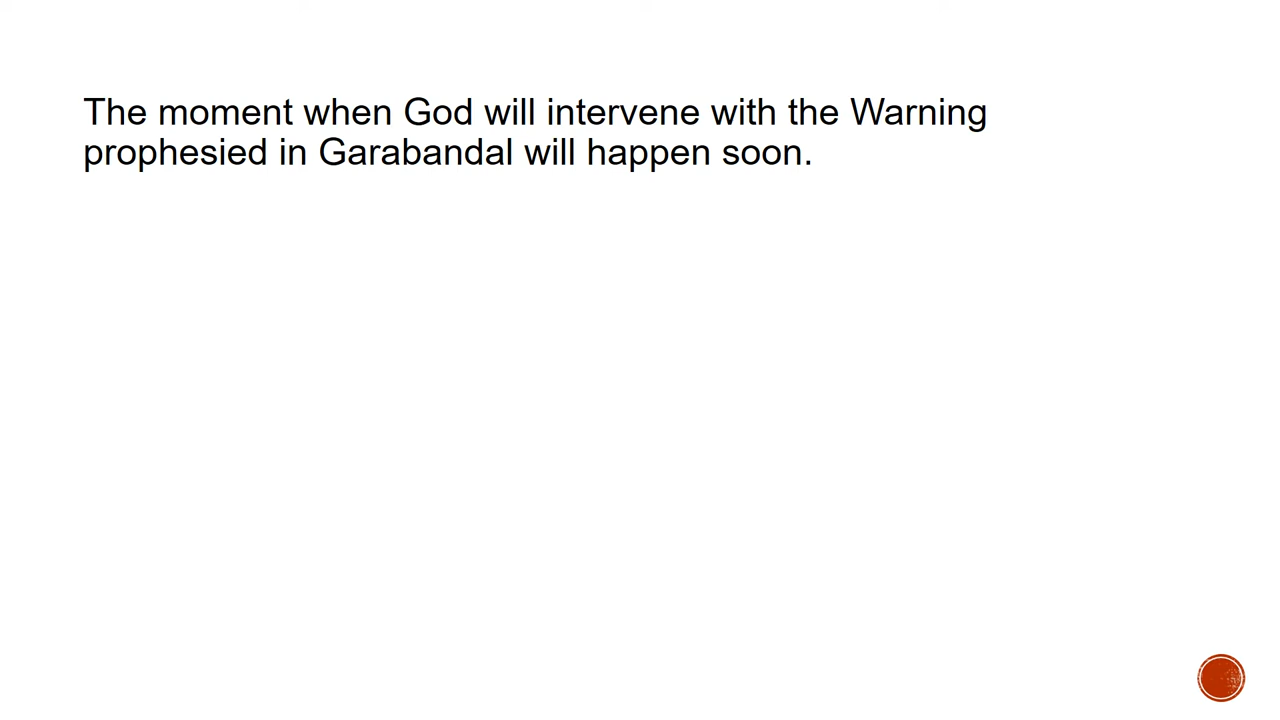 The moment when God will intervene with the Warning
prophesied in Garabandal will happen soon.